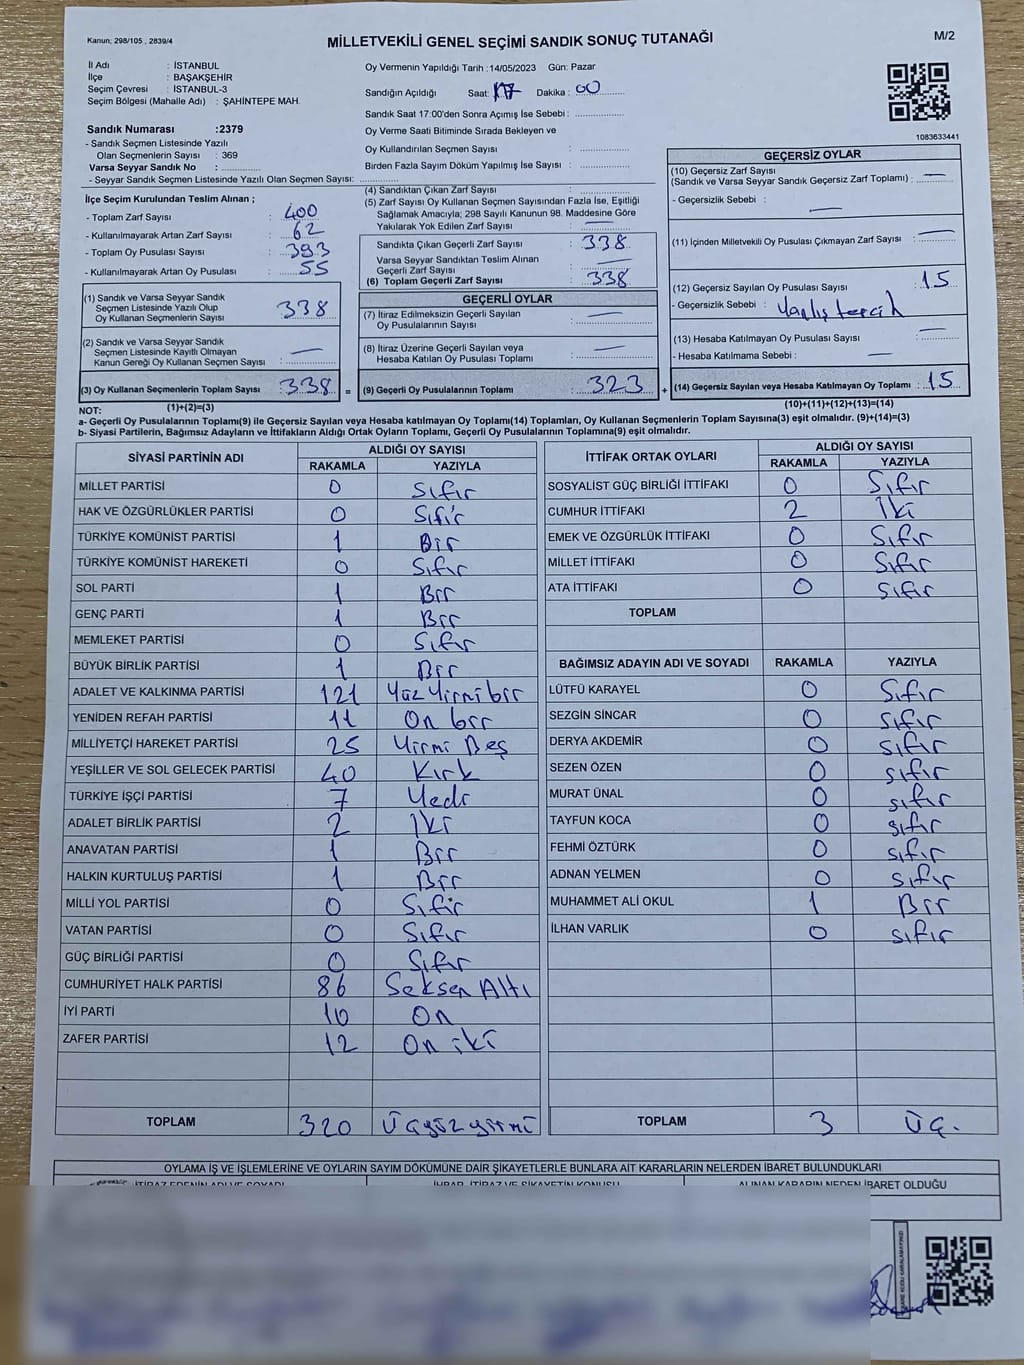 Kanun; 298/105 , 2839/4
MİLLETVEKİLİ GENEL SEÇİMİ SANDIK SONUÇ TUTANAĞI
M/2
İl Adı : İSTANBUL
İlçe : BAŞAKŞEHİR
Seçim Çevresi : İSTANBUL-3
Seçim Bölgesi (Mahalle Adı) : ŞAHİNTEPE MAH.
Sandık Numarası :2379
- Sandık Seçmen Listesinde Yazılı
Olan Seçmenlerin Sayısı : 369
Varsa Seyyar Sandık No :
- Seyyar Sandık Seçmen Listesinde Yazılı Olan Seçmen Sayısı:
Oy Vermenin Yapıldığı Tarih :14/05/2023 Gün: Pazar
Sandığın Açıldığı Saat: 17 Dakika : 00
Sandık Saat 17:00'den Sonra Açımış İse Sebebi :
Oy Verme Saati Bitiminde Sırada Bekleyen ve
Oy Kullandırılan Seçmen Sayısı :
Birden Fazla Sayım Döküm Yapılmış İse Sayısı :
1083633441
İlçe Seçim Kurulundan Teslim Alınan ;
- Toplam Zarf Sayısı : 400
- Kullanılmayarak Artan Zarf Sayısı : 62
- Toplam Oy Pusulası Sayısı : 393
- Kullanılmayarak Artan Oy Pusulası : 55
(4) Sandıktan Çıkan Zarf Sayısı :
(5) Zarf Sayısı Oy Kullanan Seçmen Sayısından Fazla İse, Eşitliği
Sağlamak Amacıyla; 298 Sayılı Kanunun 98. Maddesine Göre
Yakılarak Yok Edilen Zarf Sayısı : —
Sandıkta Çıkan Geçerli Zarf Sayısı : 338
Varsa Seyyar Sandıktan Teslim Alınan
Geçerli Zarf Sayısı : —
(6) Toplam Geçerli Zarf Sayısı : 338
GEÇERSİZ OYLAR
(10) Geçersiz Zarf Sayısı
(Sandık ve Varsa Seyyar Sandık Geçersiz Zarf Toplamı) : —
- Geçersizlik Sebebi : —
(11) İçinden Milletvekili Oy Pusulası Çıkmayan Zarf Sayısı : —
(12) Geçersiz Sayılan Oy Pusulası Sayısı : 15
- Geçersizlik Sebebi : Yanlış tercih
(13) Hesaba Katılmayan Oy Pusulası Sayısı : —
- Hesaba Katılmama Sebebi : —
(14) Geçersiz Sayılan veya Hesaba Katılmayan Oy Toplamı : 15
(10)+(11)+(12)+(13)=(14)
(1) Sandık ve Varsa Seyyar Sandık
Seçmen Listesinde Yazılı Olup
Oy Kullanan Seçmenlerin Sayısı : 338
(2) Sandık ve Varsa Seyyar Sandık
Seçmen Listesinde Kayıtlı Olmayan
Kanun Gereği Oy Kullanan Seçmen Sayısı : —
(3) Oy Kullanan Seçmenlerin Toplam Sayısı : 338 =
(1)+(2)=(3)
GEÇERLİ OYLAR
(7) İtiraz Edilmeksizin Geçerli Sayılan
Oy Pusulalarının Sayısı : —
(8) İtiraz Üzerine Geçerli Sayılan veya
Hesaba Katılan Oy Pusulası Toplamı : —
(9) Geçerli Oy Pusulalarının Toplamı : 323 +
NOT:
a- Geçerli Oy Pusulalarının Toplamı(9) ile Geçersiz Sayılan veya Hesaba katılmayan Oy Toplamı(14) Toplamları, Oy Kullanan Seçmenlerin Toplam Sayısına(3) eşit olmalıdır. (9)+(14)=(3)
b- Siyasi Partilerin, Bağımsız Adayların ve İttifakların Aldığı Ortak Oyların Toplamı, Geçerli Oy Pusulalarının Toplamına(9) eşit olmalıdır.
SİYASİ PARTİNİN ADI ALDIĞI OY SAYISI
RAKAMLA YAZIYLA
MİLLET PARTİSİ 0 Sıfır
HAK VE ÖZGÜRLÜKLER PARTİSİ 0 Sıfır
TÜRKİYE KOMÜNİST PARTİSİ 1 Bir
TÜRKİYE KOMÜNİST HAREKETİ 0 Sıfır
SOL PARTİ 1 Bir
GENÇ PARTİ 1 Bir
MEMLEKET PARTİSİ 0 Sıfır
BÜYÜK BİRLİK PARTİSİ 1 Bir
ADALET VE KALKINMA PARTİSİ 121 Yüz Yirmi bir
YENİDEN REFAH PARTİSİ 11 On bir
MİLLİYETÇİ HAREKET PARTİSİ 25 Yirmi Beş
YEŞİLLER VE SOL GELECEK PARTİSİ 40 Kırk
TÜRKİYE İŞÇİ PARTİSİ 7 Yedi
ADALET BİRLİK PARTİSİ 2 İki
ANAVATAN PARTİSİ 1 Bir
HALKIN KURTULUŞ PARTİSİ 1 Bir
MİLLİ YOL PARTİSİ 0 Sıfır
VATAN PARTİSİ 0 Sıfır
GÜÇ BİRLİĞİ PARTİSİ 0 Sıfır
CUMHURİYET HALK PARTİSİ 86 Seksen Altı
İYİ PARTİ 10 On
ZAFER PARTİSİ 12 On iki
TOPLAM 320 Üçyüz yirmi
İTTİFAK ORTAK OYLARI ALDIĞI OY SAYISI
RAKAMLA YAZIYLA
SOSYALİST GÜÇ BİRLİĞİ İTTİFAKI 0 Sıfır
CUMHUR İTTİFAKI 2 İki
EMEK VE ÖZGÜRLÜK İTTİFAKI 0 Sıfır
MİLLET İTTİFAKI 0 Sıfır
ATA İTTİFAKI 0 Sıfır
TOPLAM
BAĞIMSIZ ADAYIN ADI VE SOYADI RAKAMLA YAZIYLA
LÜTFÜ KARAYEL 0 Sıfır
SEZGİN SİNCAR 0 sıfır
DERYA AKDEMİR 0 sıfır
SEZEN ÖZEN 0 sıfır
MURAT ÜNAL 0 sıfır
TAYFUN KOCA 0 sıfır
FEHMİ ÖZTÜRK 0 sıfır
ADNAN YELMEN 0 sıfır
MUHAMMET ALİ OKUL 1 Bir
İLHAN VARLIK 0 sıfır
TOPLAM 3 Üç.
OYLAMA İŞ VE İŞLEMLERİNE VE OYLARIN SAYIM DÖKÜMÜNE DAİR ŞİKAYETLERLE BUNLARA AİT KARARLARIN NELERDEN İBARET BULUNDUKLARI
İTİRAZ EDENİN ADI VE SOYADI İHBAR, İTİRAZ VE ŞİKAYETİN KONUSU ALINAN KARARIN NEDEN İBARET OLDUĞU